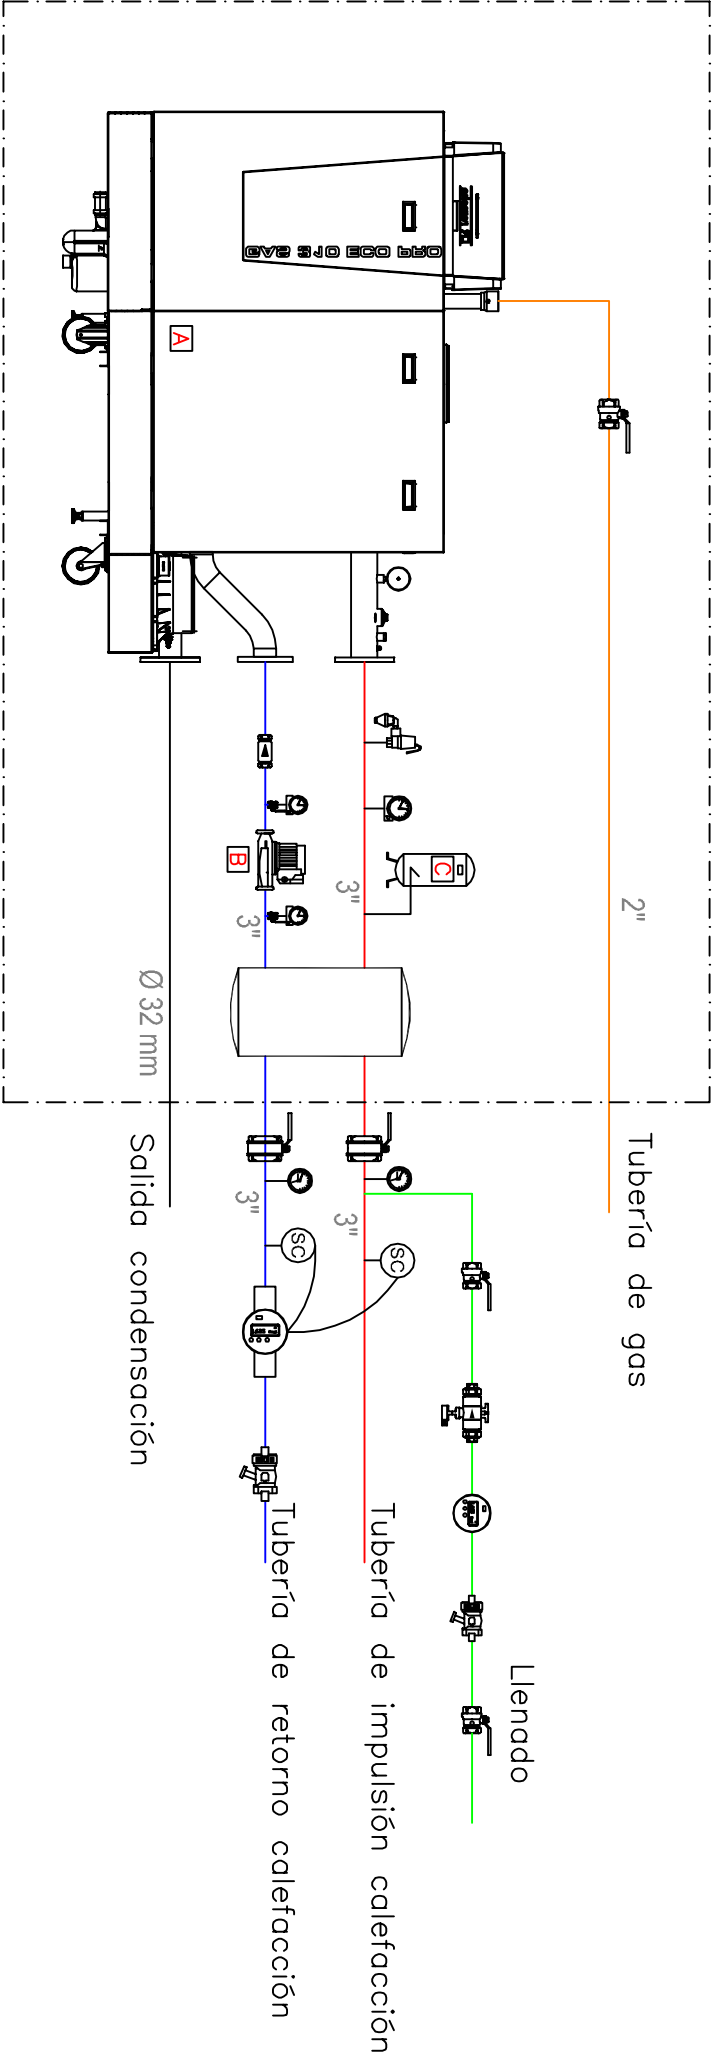 Tubería de gas
2"
Llenado
GAS 310 ECO PRO
A
C
3"
3"
SC
Tubería de impulsión calefacción
B
3"
3"
SC
Tubería de retorno calefacción
Ø 32 mm
Salida condensación